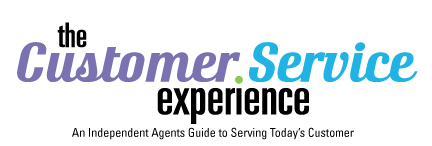 the
Customer.Service
experience
An Independent Agents Guide to Serving Today's Customer